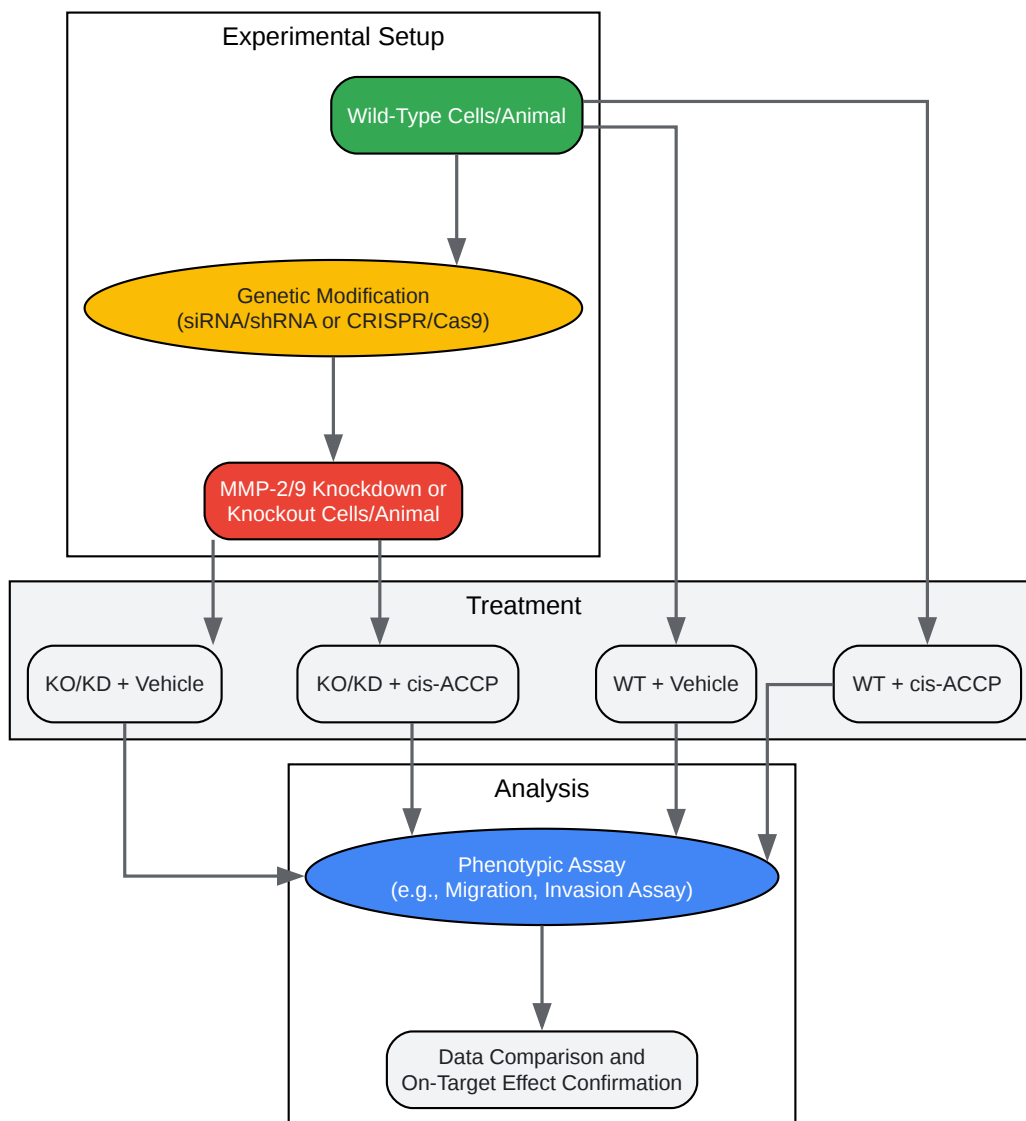 Experimental Setup
Wild-Type Cells/Animal
Genetic Modification
(siRNA/shRNA or CRISPR/Cas9)
MMP-2/9 Knockdown or
Knockout Cells/Animal
Treatment
KO/KD + Vehicle
KO/KD + cis-ACCP
WT + Vehicle
WT + cis-ACCP
Analysis
Phenotypic Assay
(e.g., Migration, Invasion Assay)
Data Comparison and
On-Target Effect Confirmation